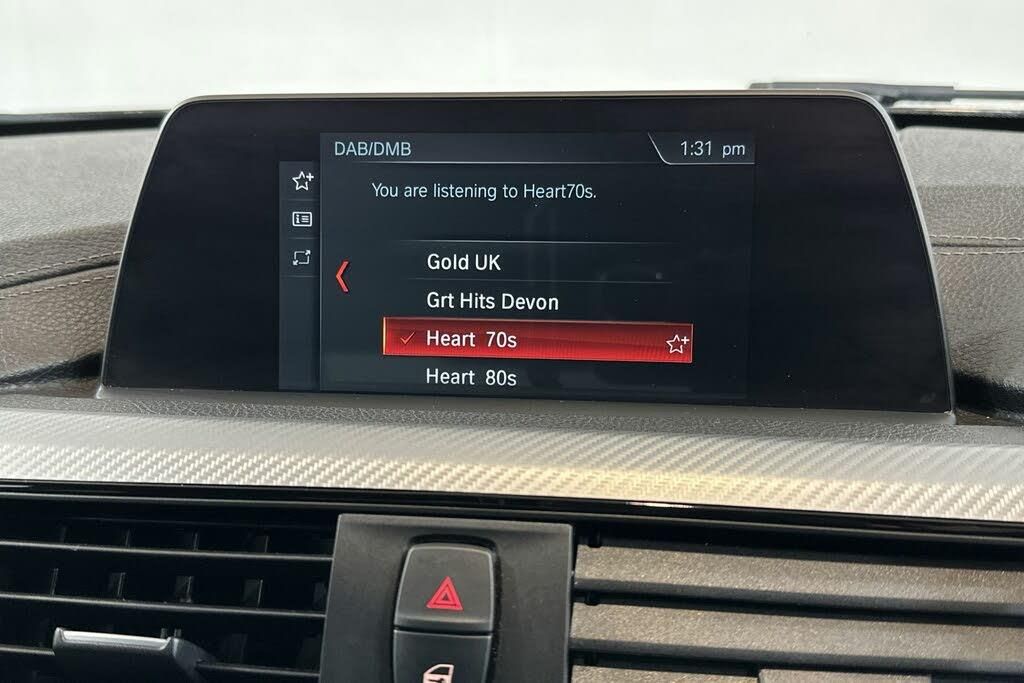 DAB/DMB
1:31 pm
You are listening to Heart70s.
Gold UK
Grt Hits Devon
Heart 70s
Heart 80s